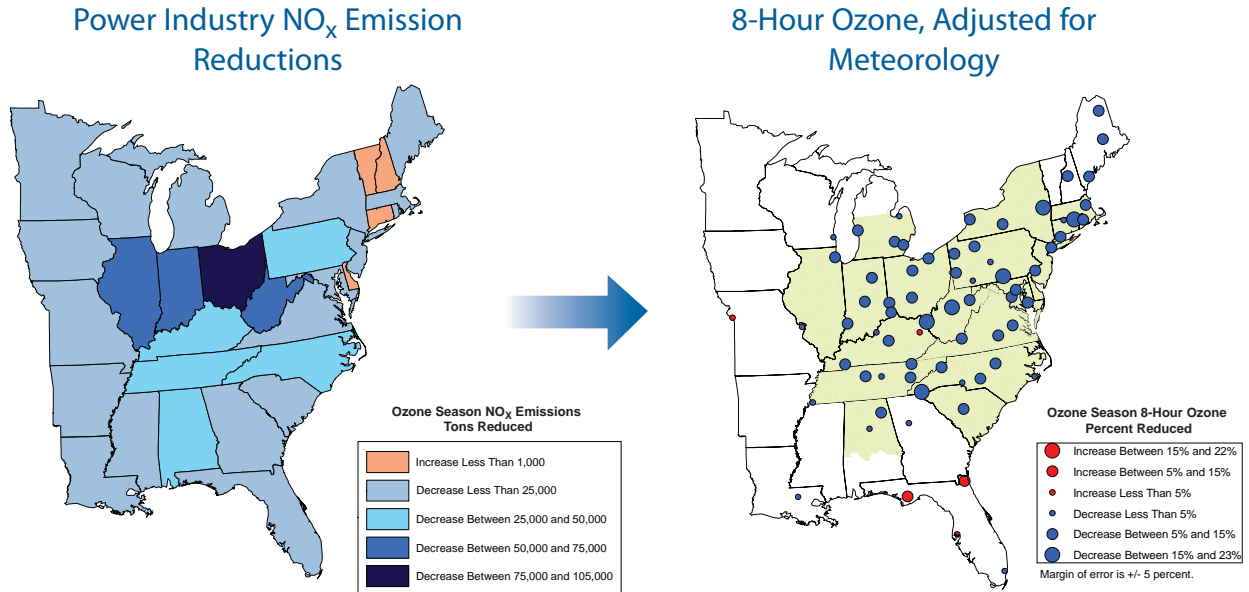 Power Industry NOx Emission
Reductions
8-Hour Ozone, Adjusted for
Meteorology
Ozone Season NOx Emissions
Tons Reduced
Increase Less Than 1,000
Decrease Less Than 25,000
Decrease Between 25,000 and 50,000
Decrease Between 50,000 and 75,000
Decrease Between 75,000 and 105,000
Ozone Season 8-Hour Ozone
Percent Reduced
Increase Between 15% and 22%
Increase Between 5% and 15%
Increase Less Than 5%
Decrease Less Than 5%
Decrease Between 5% and 15%
Decrease Between 15% and 23%
Margin of error is +/- 5 percent.